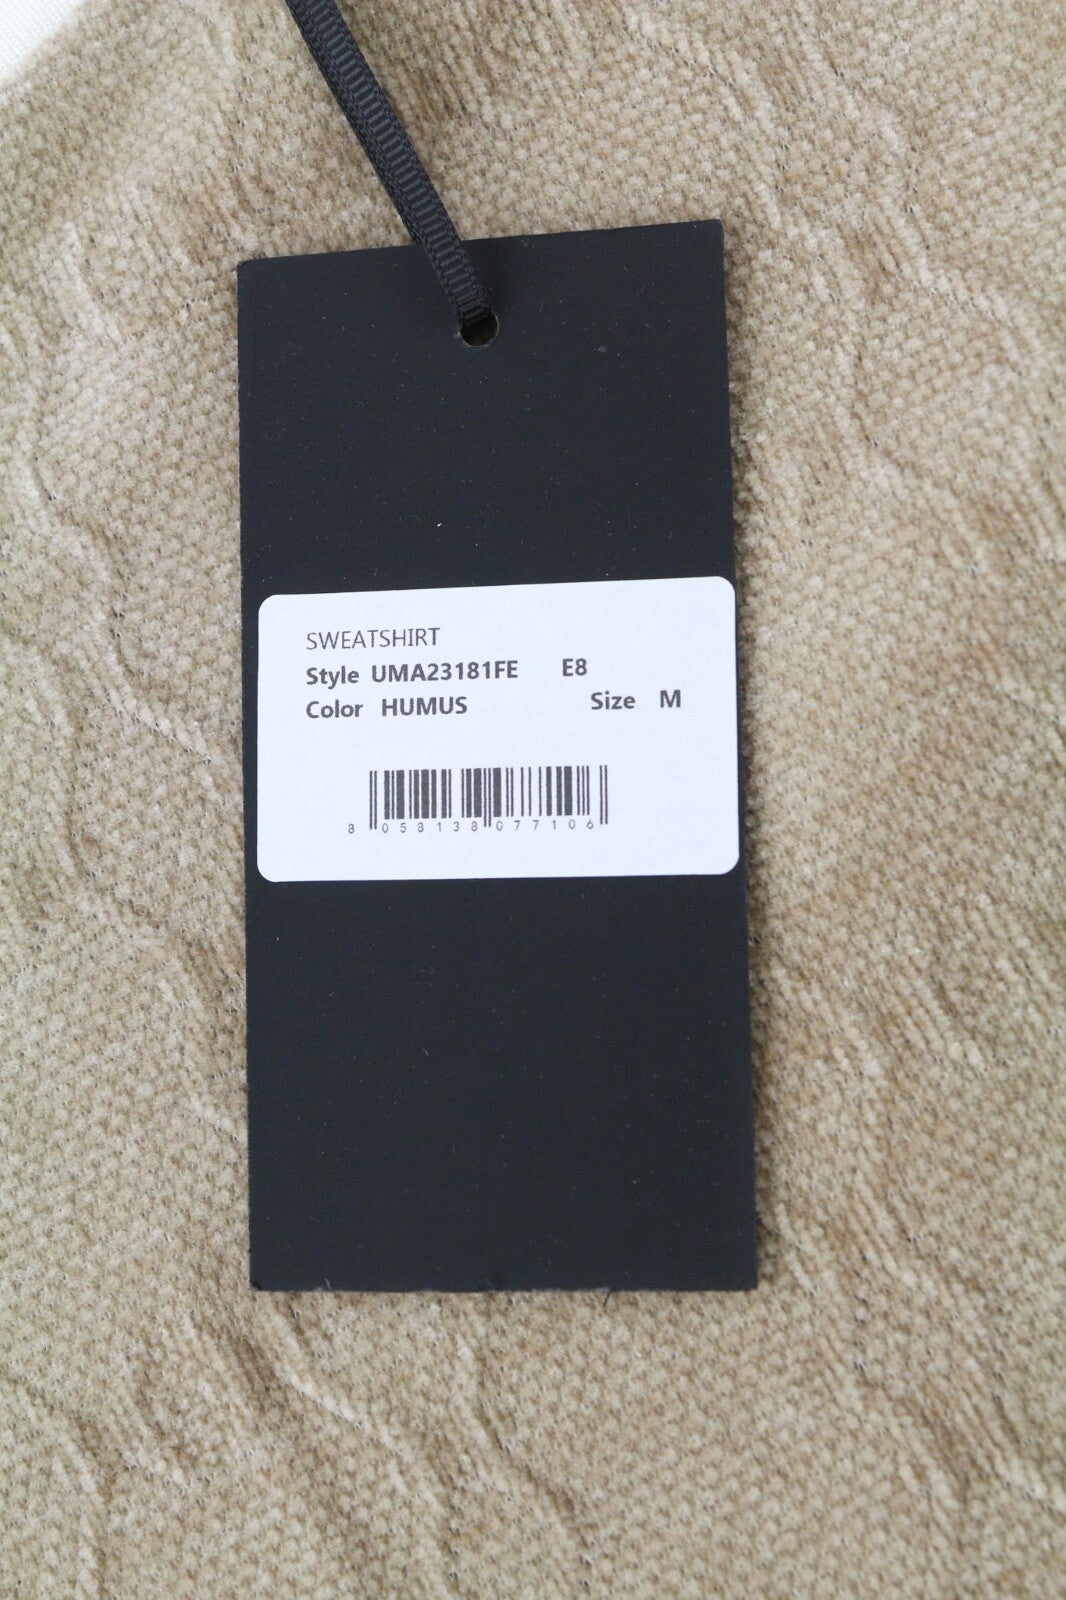 SWEATSHIRT
Style UMA23181FE E8
Color HUMUS Size M
8 058138 077106